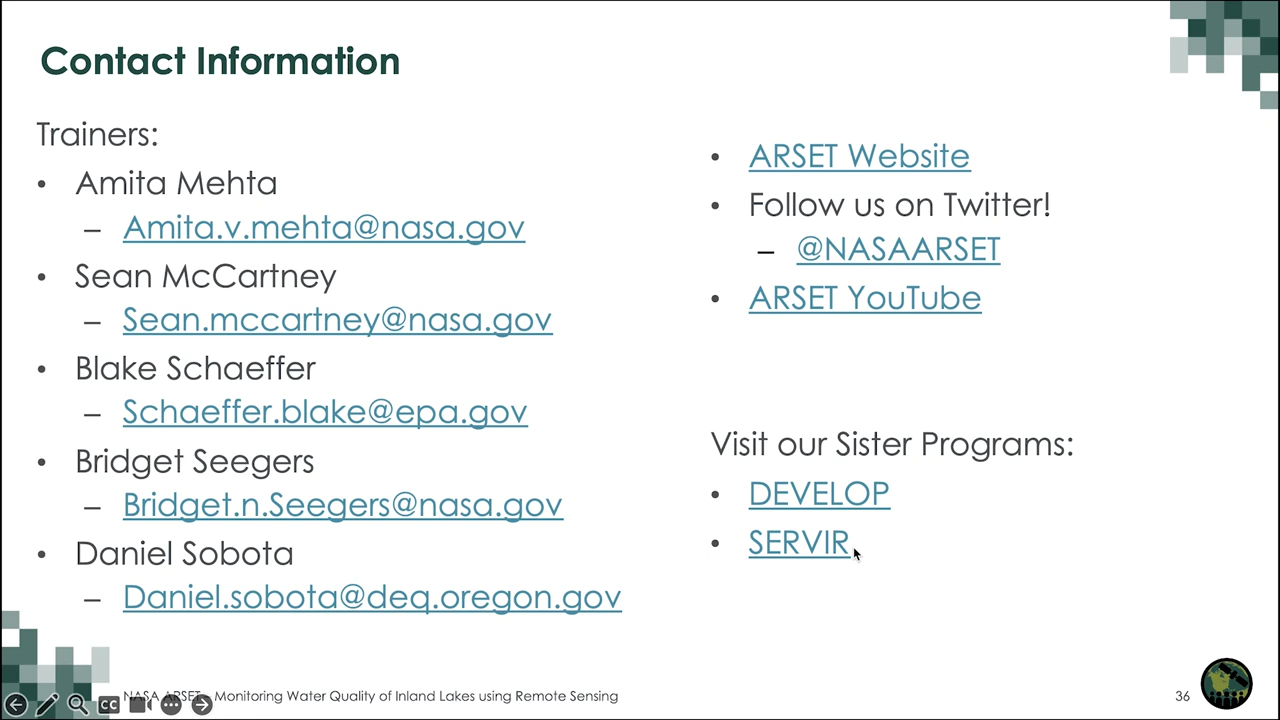 Contact Information
Trainers:
• Amita Mehta
– Amita.v.mehta@nasa.gov
• Sean McCartney
– Sean.mccartney@nasa.gov
• Blake Schaeffer
– Schaeffer.blake@epa.gov
• Bridget Seegers
– Bridget.n.Seegers@nasa.gov
• Daniel Sobota
– Daniel.sobota@deq.oregon.gov
• ARSET Website
• Follow us on Twitter!
– @NASAARSET
• ARSET YouTube
Visit our Sister Programs:
• DEVELOP
• SERVIR
CC
NASA ARSET – Monitoring Water Quality of Inland Lakes using Remote Sensing
36